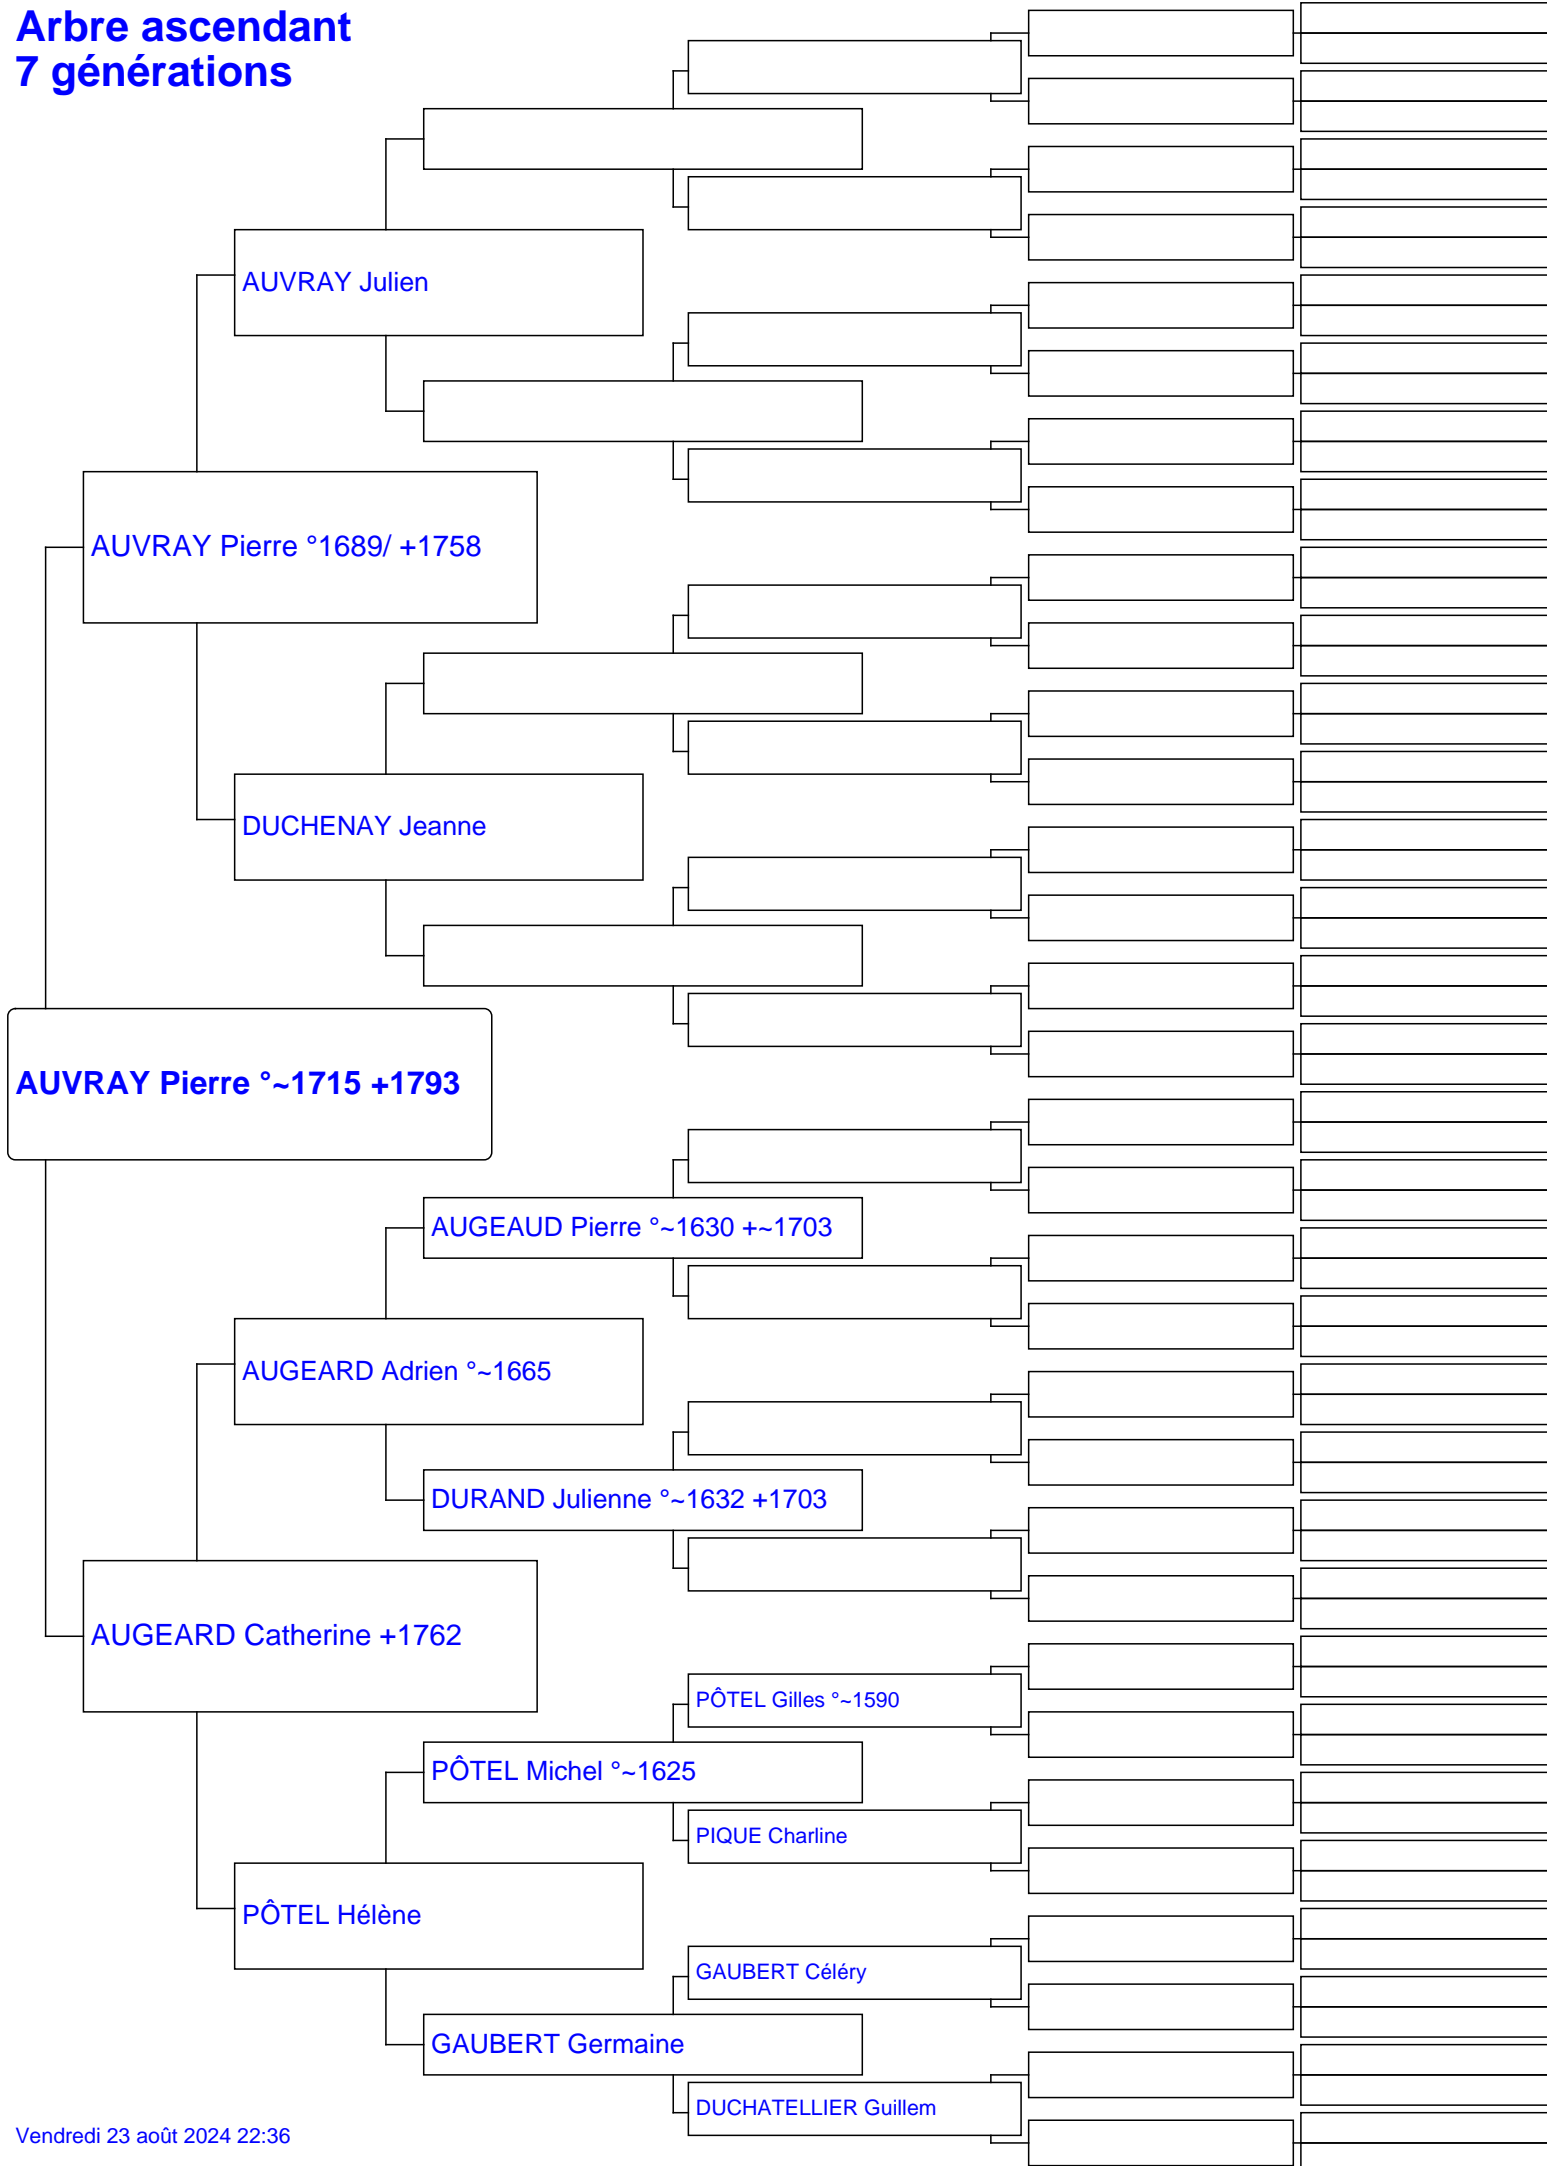 Arbre ascendant
7 générations
AUVRAY Julien
AUVRAY Pierre °1689/ +1758
DUCHENAY Jeanne
AUVRAY Pierre °~1715 +1793
AUGEAUD Pierre °~1630 +~1703
AUGEARD Adrien °~1665
DURAND Julienne °~1632 +1703
AUGEARD Catherine +1762
PÔTEL Gilles °~1590
PÔTEL Michel °~1625
PIQUE Charline
PÔTEL Hélène
GAUBERT Céléry
GAUBERT Germaine
DUCHATELLIER Guillem
Vendredi 23 août 2024 22:36